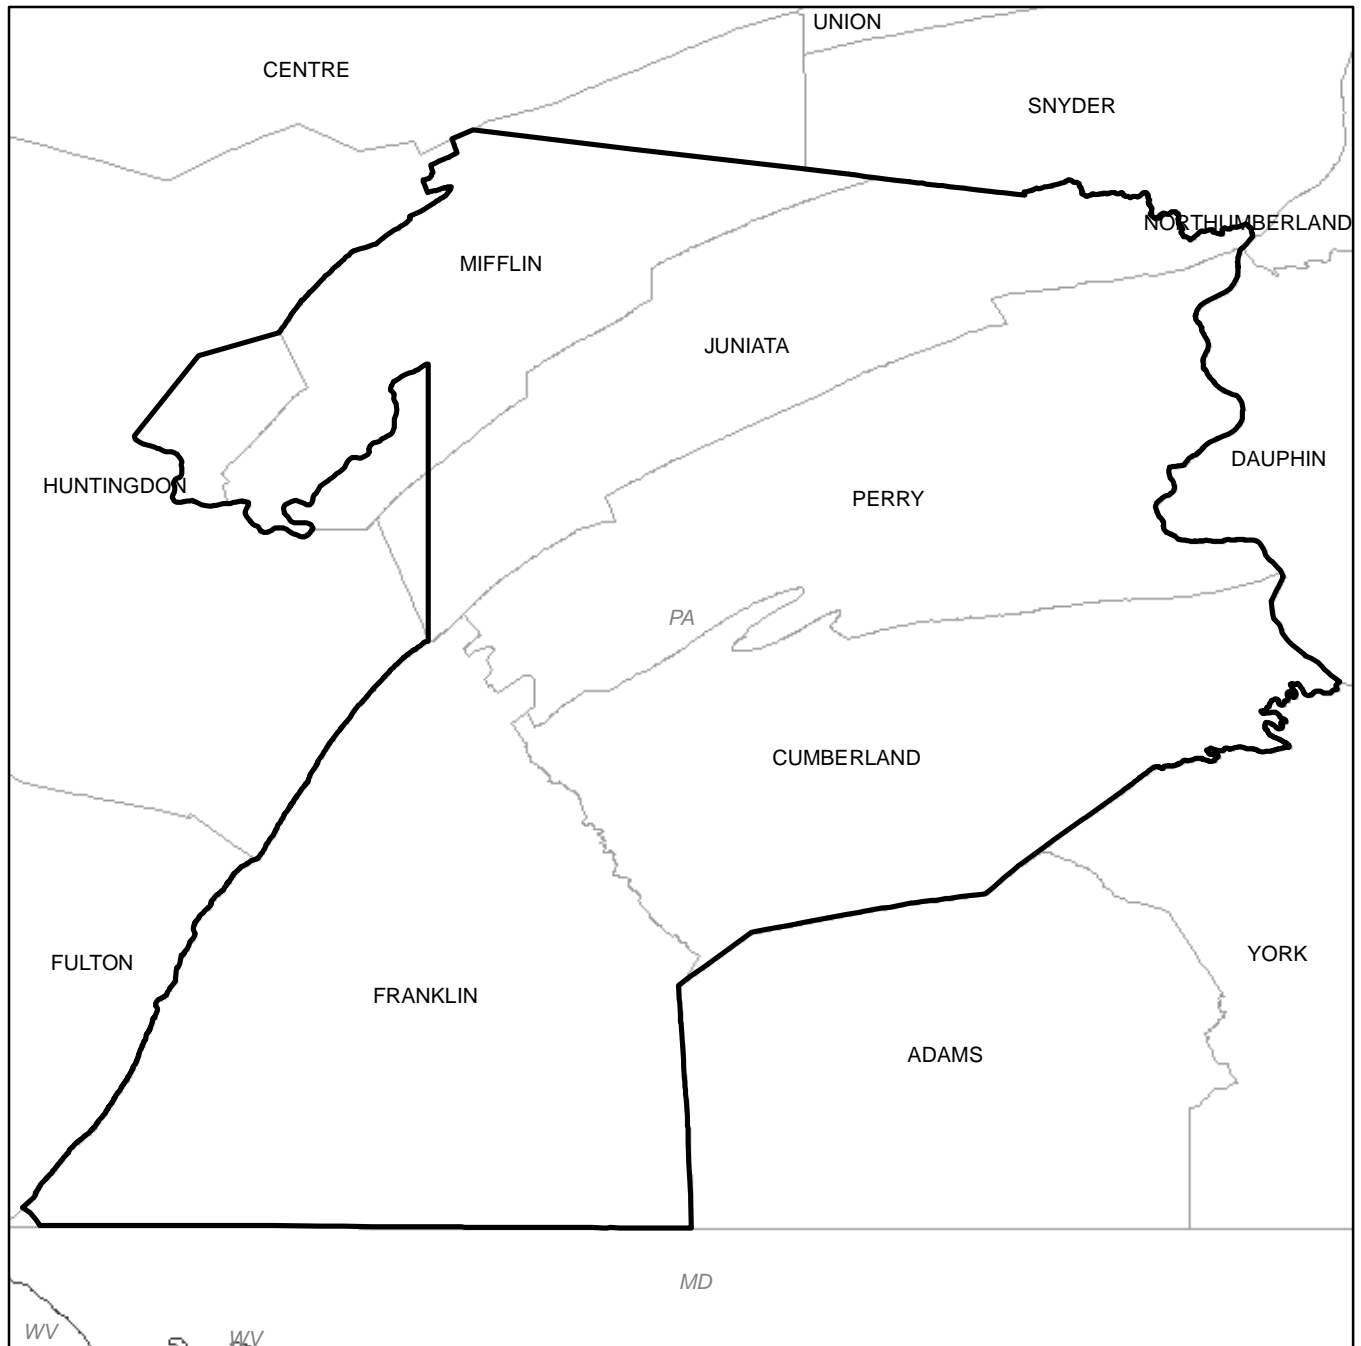 UNION
CENTRE
SNYDER
NORTHUMBERLAND
MIFFLIN
JUNIATA
DAUPHIN
HUNTINGDON
PERRY
PA
CUMBERLAND
YORK
FULTON
FRANKLIN
ADAMS
MD
WV
WV